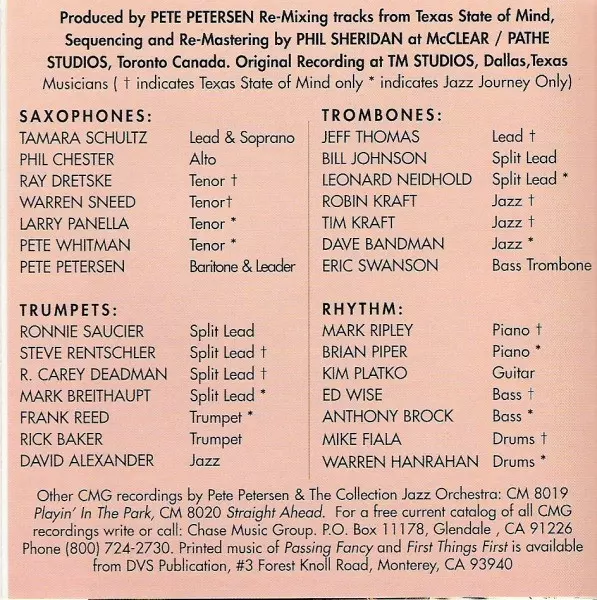 Produced by PETE PETERSEN Re-Mixing tracks from Texas State of Mind,
Sequencing and Re-Mastering by PHIL SHERIDAN at McCLEAR / PATHE
STUDIOS, Toronto Canada. Original Recording at TM STUDIOS, Dallas,Texas
Musicians ( † indicates Texas State of Mind only * indicates Jazz Journey Only)
SAXOPHONES:
TAMARA SCHULTZ Lead & Soprano
PHIL CHESTER Alto
RAY DRETSKE Tenor †
WARREN SNEED Tenor†
LARRY PANELLA Tenor *
PETE WHITMAN Tenor *
PETE PETERSEN Baritone & Leader
TRUMPETS:
RONNIE SAUCIER Split Lead
STEVE RENTSCHLER Split Lead †
R. CAREY DEADMAN Split Lead †
MARK BREITHAUPT Split Lead *
FRANK REED Trumpet *
RICK BAKER Trumpet
DAVID ALEXANDER Jazz
TROMBONES:
JEFF THOMAS Lead †
BILL JOHNSON Split Lead
LEONARD NEIDHOLD Split Lead *
ROBIN KRAFT Jazz †
TIM KRAFT Jazz †
DAVE BANDMAN Jazz *
ERIC SWANSON Bass Trombone
RHYTHM:
MARK RIPLEY Piano †
BRIAN PIPER Piano *
KIM PLATKO Guitar
ED WISE Bass †
ANTHONY BROCK Bass *
MIKE FIALA Drums †
WARREN HANRAHAN Drums *
Other CMG recordings by Pete Petersen & The Collection Jazz Orchestra: CM 8019
Playin' In The Park, CM 8020 Straight Ahead. For a free current catalog of all CMG
recordings write or call: Chase Music Group. P.O. Box 11178, Glendale , CA 91226
Phone (800) 724-2730. Printed music of Passing Fancy and First Things First is available
from DVS Publication, #3 Forest Knoll Road, Monterey, CA 93940